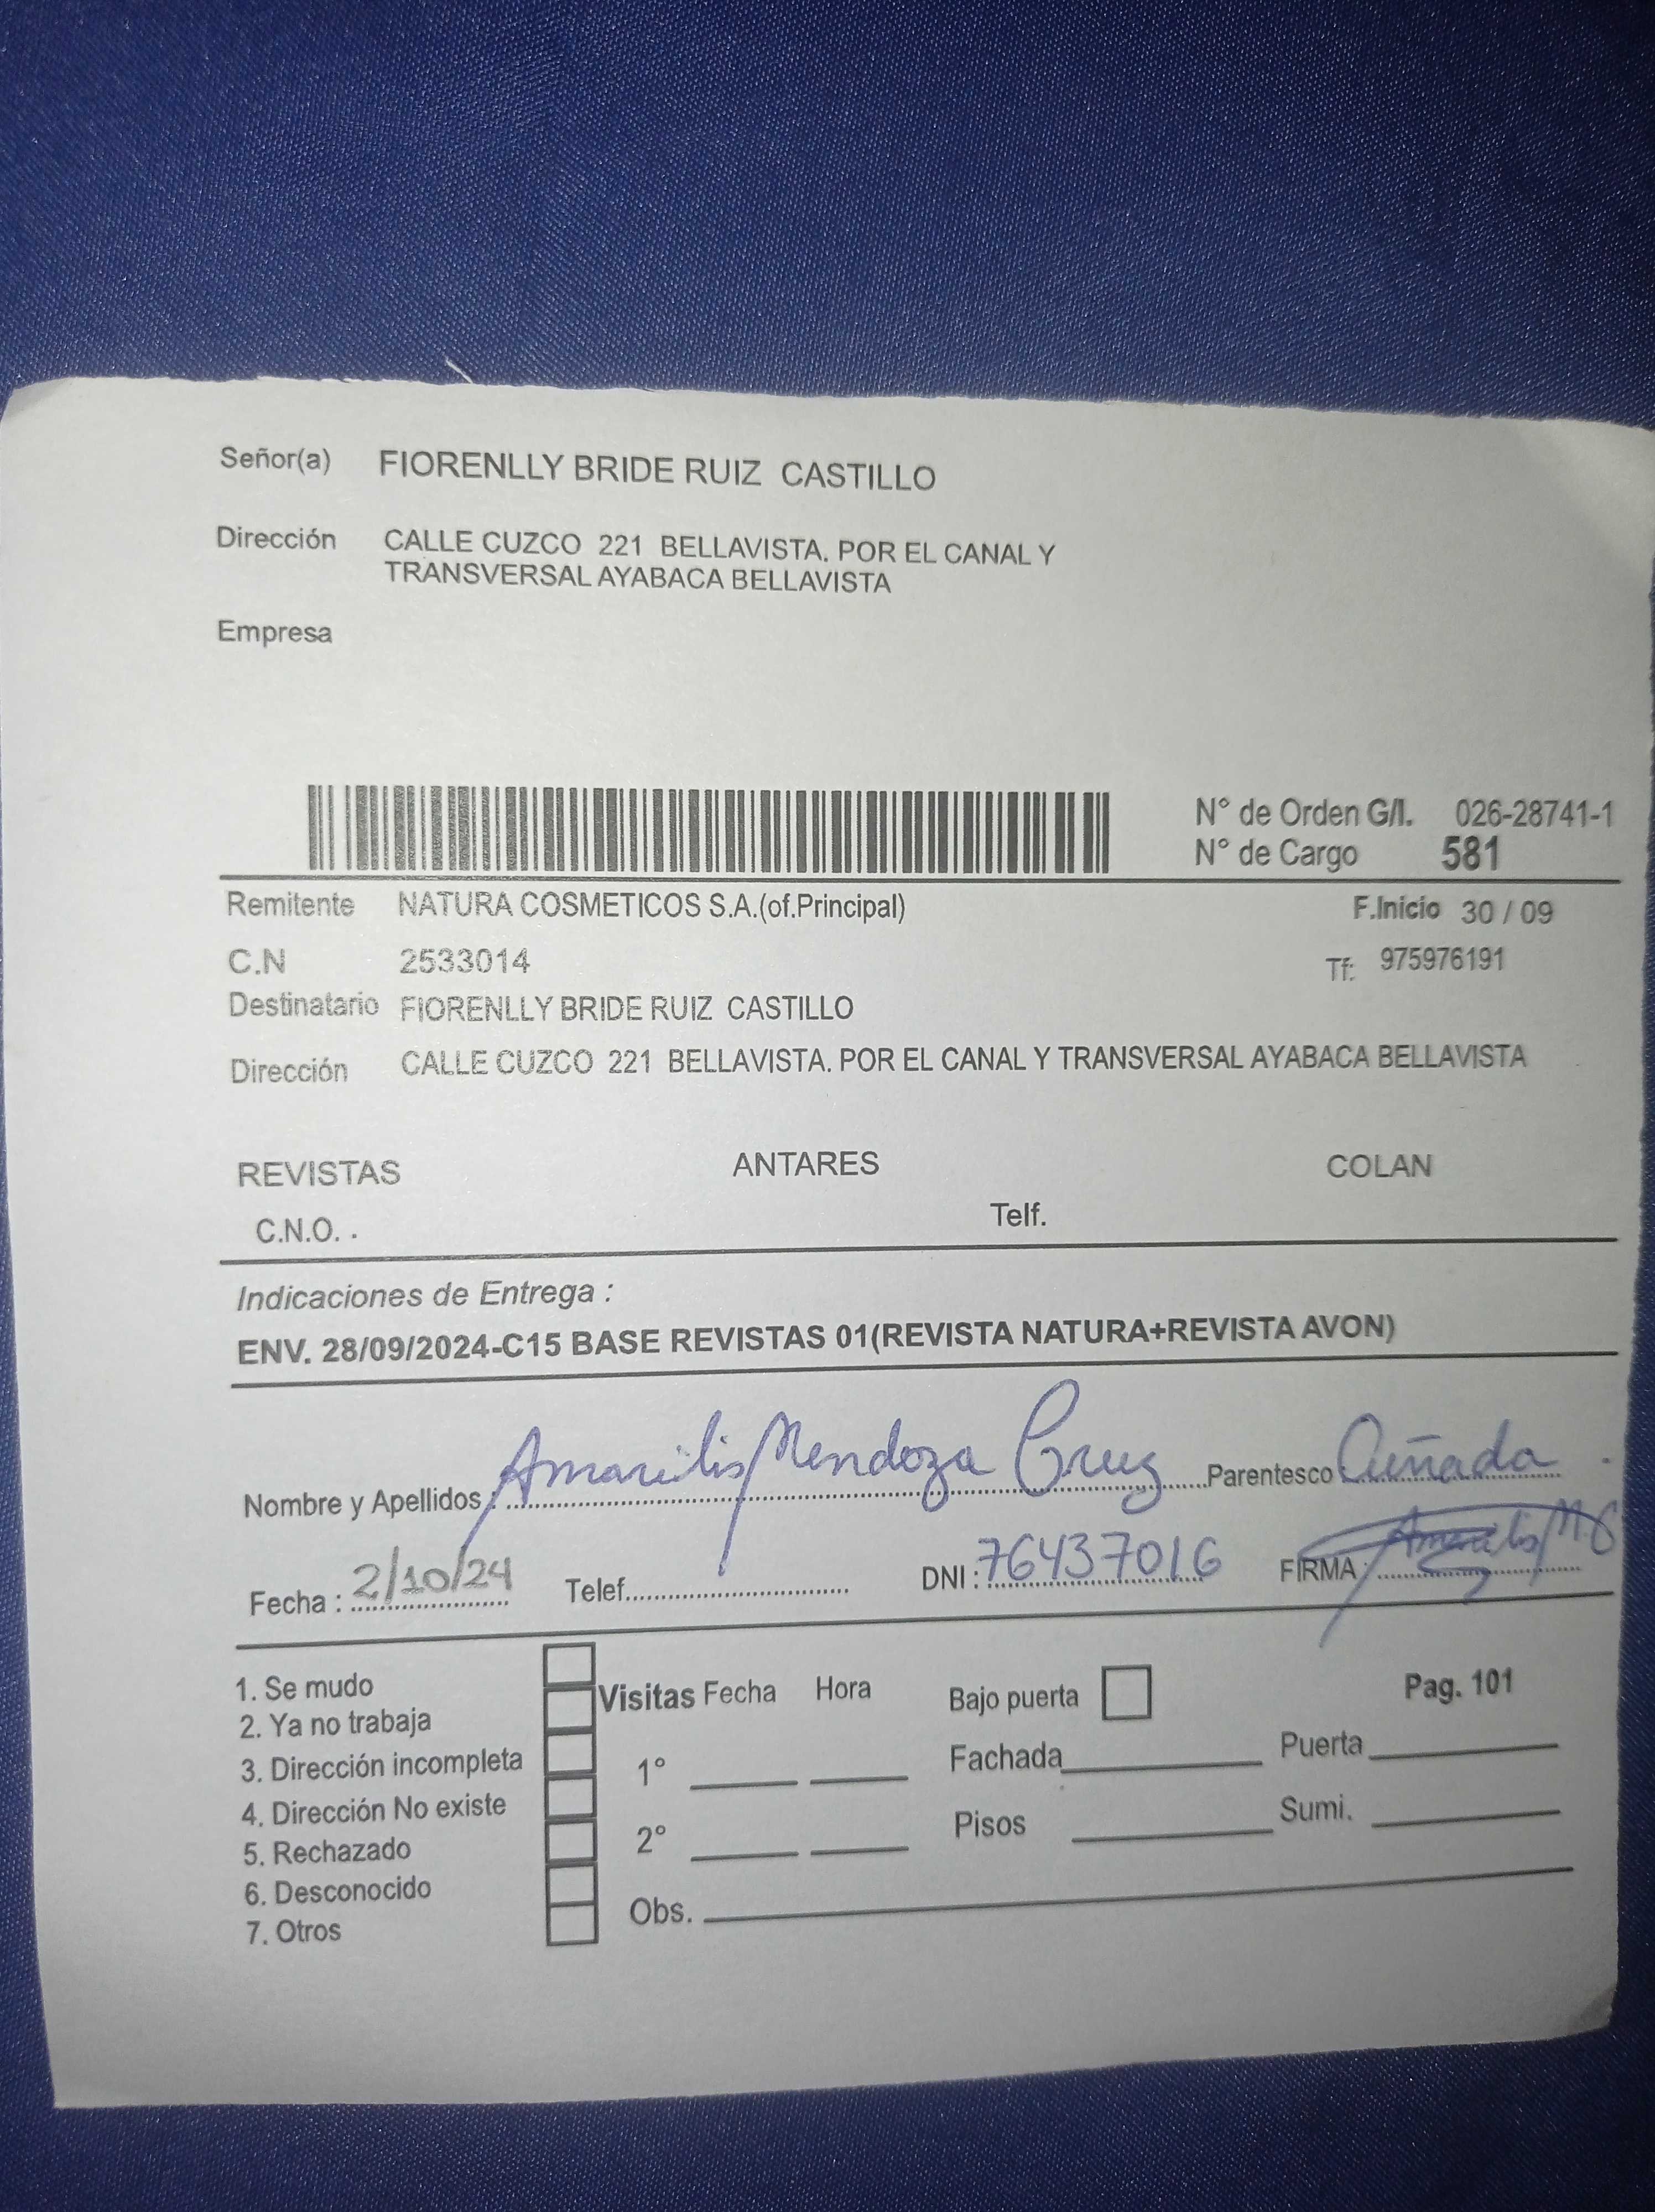 Señor(a) FIORENLLY BRIDE RUIZ CASTILLO
Dirección CALLE CUZCO 221 BELLAVISTA. POR EL CANAL Y
TRANSVERSAL AYABACA BELLAVISTA
Empresa
N° de Orden G/I. 026-28741-1
N° de Cargo 581
Remitente NATURA COSMETICOS S.A.(of.Principal) F.Inicio 30 / 09
C.N 2533014 Tf: 975976191
Destinatario FIORENLLY BRIDE RUIZ CASTILLO
Dirección CALLE CUZCO 221 BELLAVISTA. POR EL CANAL Y TRANSVERSAL AYABACA BELLAVISTA
REVISTAS ANTARES COLAN
C.N.O. . Telf.
Indicaciones de Entrega :
ENV. 28/09/2024-C15 BASE REVISTAS 01(REVISTA NATURA+REVISTA AVON)
Nombre y Apellidos : Amarilis Mendoza Cruz Parentesco Cuñada
Fecha : 2/10/24 Telef. DNI : 76437016 FIRMA : Amarilis M.C
1. Se mudo Visitas Fecha Hora Bajo puerta Pag. 101
2. Ya no trabaja
3. Dirección incompleta 1° Fachada Puerta
4. Dirección No existe
5. Rechazado 2° Pisos Sumi.
6. Desconocido
7. Otros Obs.